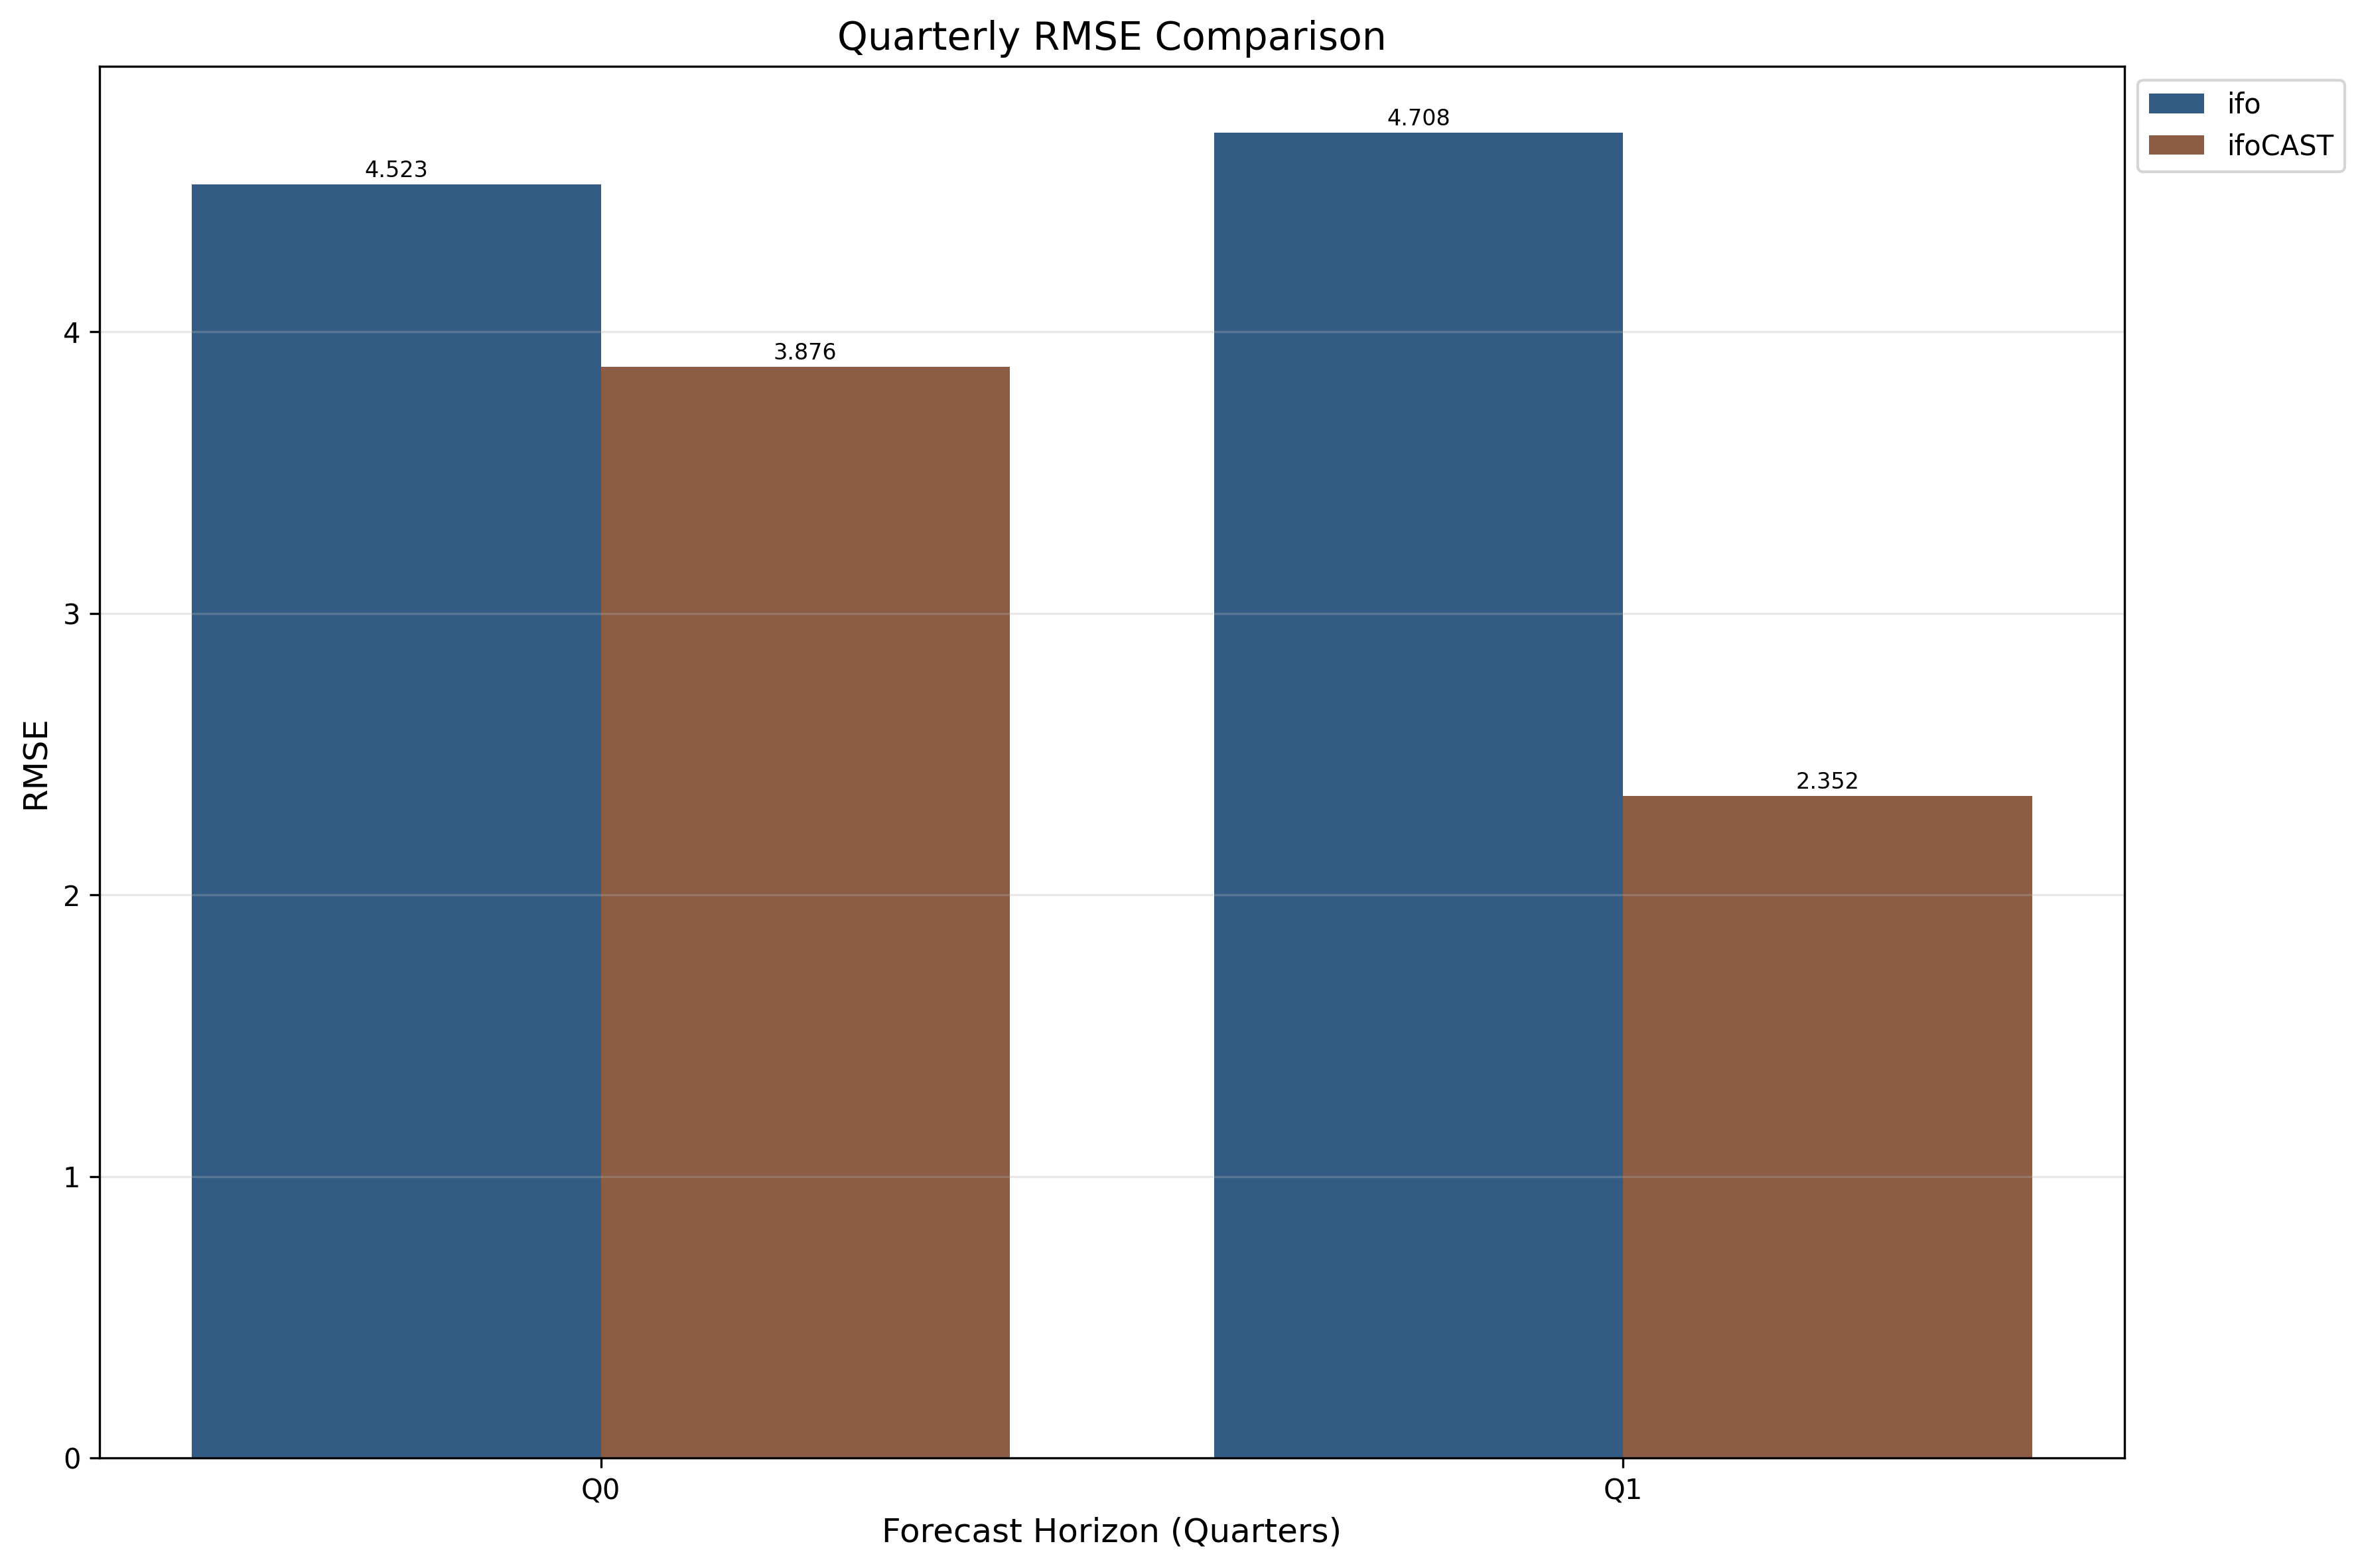 Quarterly RMSE Comparison
ifo
ifoCAST
4.708
4.523
3.876
2.352
4
3
2
1
0
RMSE
Q0
Q1
Forecast Horizon (Quarters)